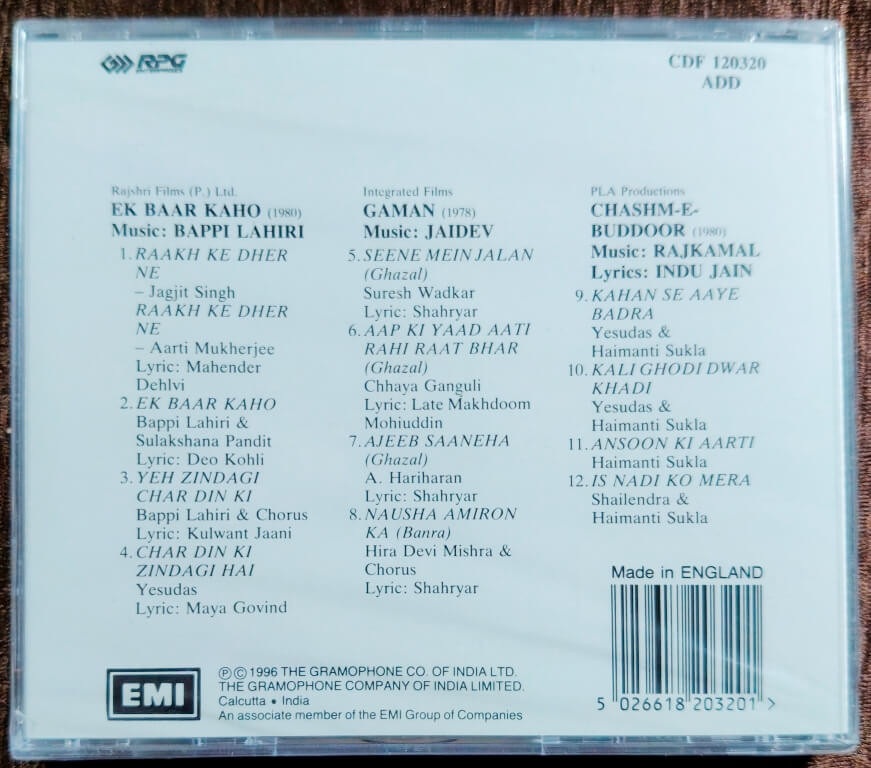 RPG
CDF 120320
ADD
Rajshri Films (P.) Ltd.
EK BAAR KAHO (1980)
Music: BAPPI LAHIRI
1. RAAKH KE DHER
NE
– Jagjit Singh
RAAKH KE DHER
NE
– Aarti Mukherjee
Lyric: Mahender
Dehlvi
2. EK BAAR KAHO
Bappi Lahiri &
Sulakshana Pandit
Lyric: Deo Kohli
3. YEH ZINDAGI
CHAR DIN KI
Bappi Lahiri & Chorus
Lyric: Kulwant Jaani
4. CHAR DIN KI
ZINDAGI HAI
Yesudas
Lyric: Maya Govind
Integrated Films
GAMAN (1978)
Music: JAIDEV
5. SEENE MEIN JALAN
(Ghazal)
Suresh Wadkar
Lyric: Shahryar
6. AAP KI YAAD AATI
RAHI RAAT BHAR
(Ghazal)
Chhaya Ganguli
Lyric: Late Makhdoom
Mohiuddin
7. AJEEB SAANEHA
(Ghazal)
A. Hariharan
Lyric: Shahryar
8. NAUSHA AMIRON
KA (Banra)
Hira Devi Mishra &
Chorus
Lyric: Shahryar
PLA Productions
CHASHM-E-
BUDDOOR (1980)
Music: RAJKAMAL
Lyrics: INDU JAIN
9. KAHAN SE AAYE
BADRA
Yesudas &
Haimanti Sukla
10. KALI GHODI DWAR
KHADI
Yesudas &
Haimanti Sukla
11. ANSOON KI AARTI
Haimanti Sukla
12. IS NADI KO MERA
Shailendra &
Haimanti Sukla
Made in ENGLAND
5 026618 203201 >
EMI
Ⓟ © 1996 THE GRAMOPHONE CO. OF INDIA LTD.
THE GRAMOPHONE COMPANY OF INDIA LIMITED.
Calcutta • India
An associate member of the EMI Group of Companies